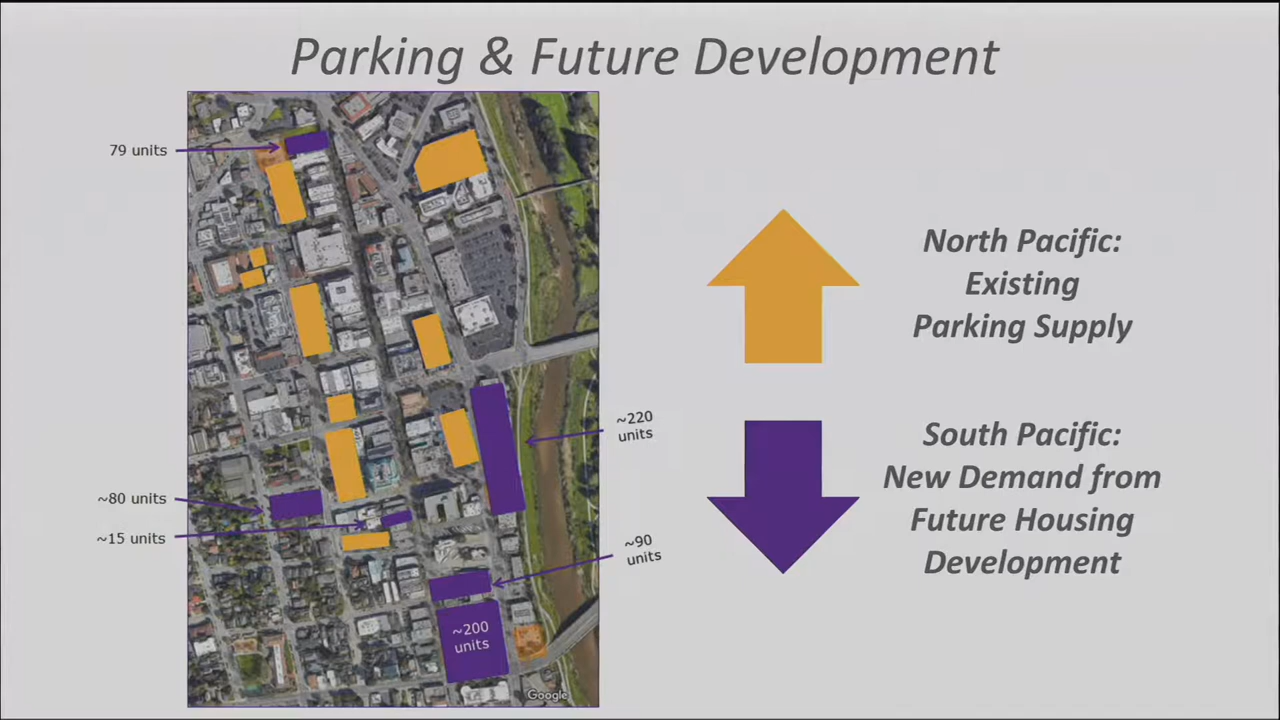 Parking & Future Development
79 units
~220
units
~80 units
~15 units
~90
units
~200
units
Google
North Pacific:
Existing
Parking Supply
South Pacific:
New Demand from
Future Housing
Development